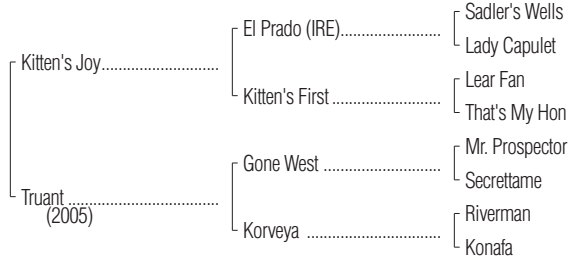 Sadler's Wells
El Prado (IRE)
Lady Capulet
Kitten's Joy
Lear Fan
Kitten's First
That's My Hon
Mr. Prospector
Gone West
Secrettame
Truant
(2005)
Riverman
Korveya
Konafa